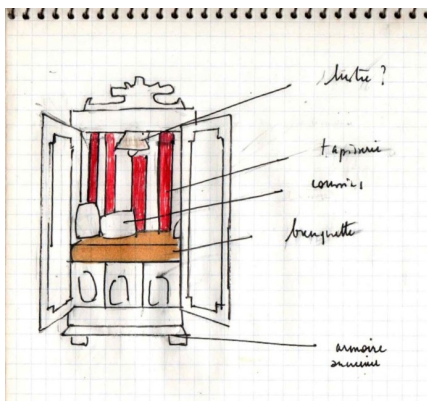 lustre ?
tapisserie
coussins
banquette
armoire
ancienne